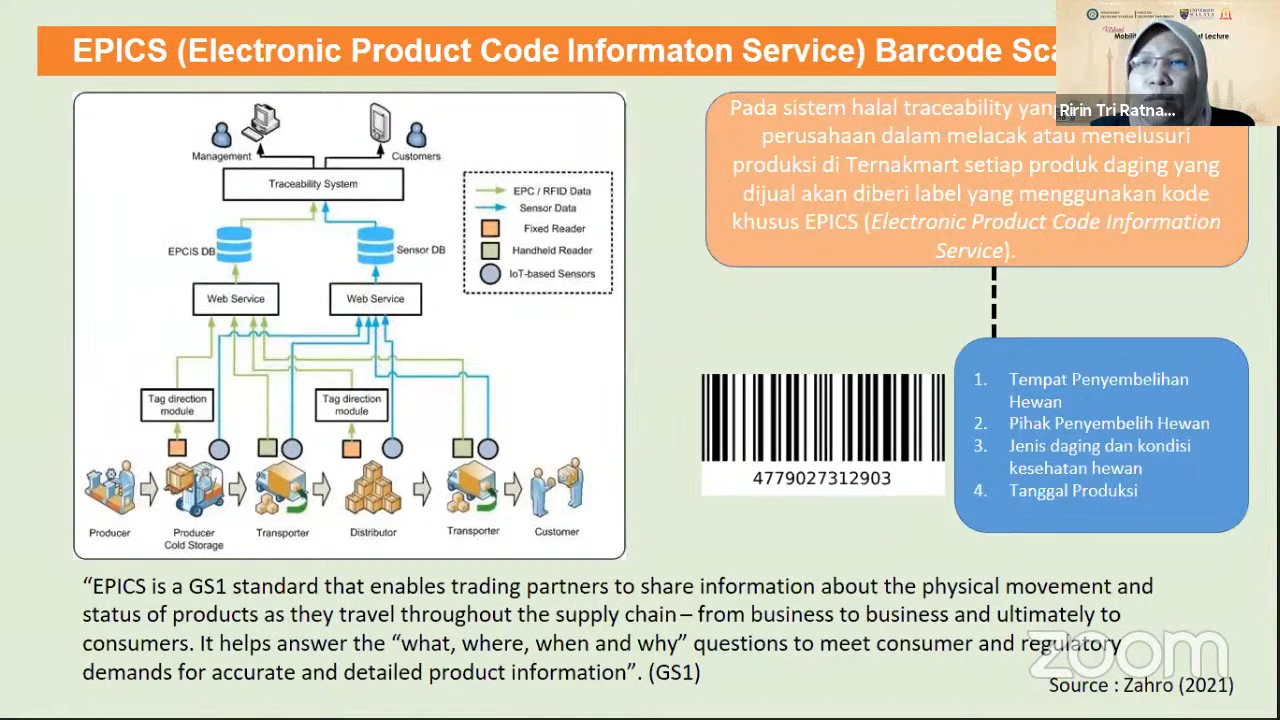 EPICS (Electronic Product Code Informaton Service) Barcode
Ririn Tri Ratna...
Management
Customers
Traceability System
EPCIS DB
Sensor DB
Web Service
Web Service
EPC / RFID Data
Sensor Data
Fixed Reader
Handheld Reader
IoT-based Sensors
Tag direction
module
Tag direction
module
Producer
Producer
Cold Storage
Transporter
Distributor
Transporter
Customer
Pada sistem halal traceability
perusahaan dalam melacak atau menelusuri
produksi di Ternakmart setiap produk daging yang
dijual akan diberi label yang menggunakan kode
khusus EPICS (Electronic Product Code Information
Service).
4779027312903
1. Tempat Penyembelihan
Hewan
2. Pihak Penyembelih Hewan
3. Jenis daging dan kondisi
kesehatan hewan
4. Tanggal Produksi
“EPICS is a GS1 standard that enables trading partners to share information about the physical movement and
status of products as they travel throughout the supply chain – from business to business and ultimately to
consumers. It helps answer the “what, where, when and why” questions to meet consumer and regulatory
demands for accurate and detailed product information”. (GS1)
zoom
Source : Zahro (2021)